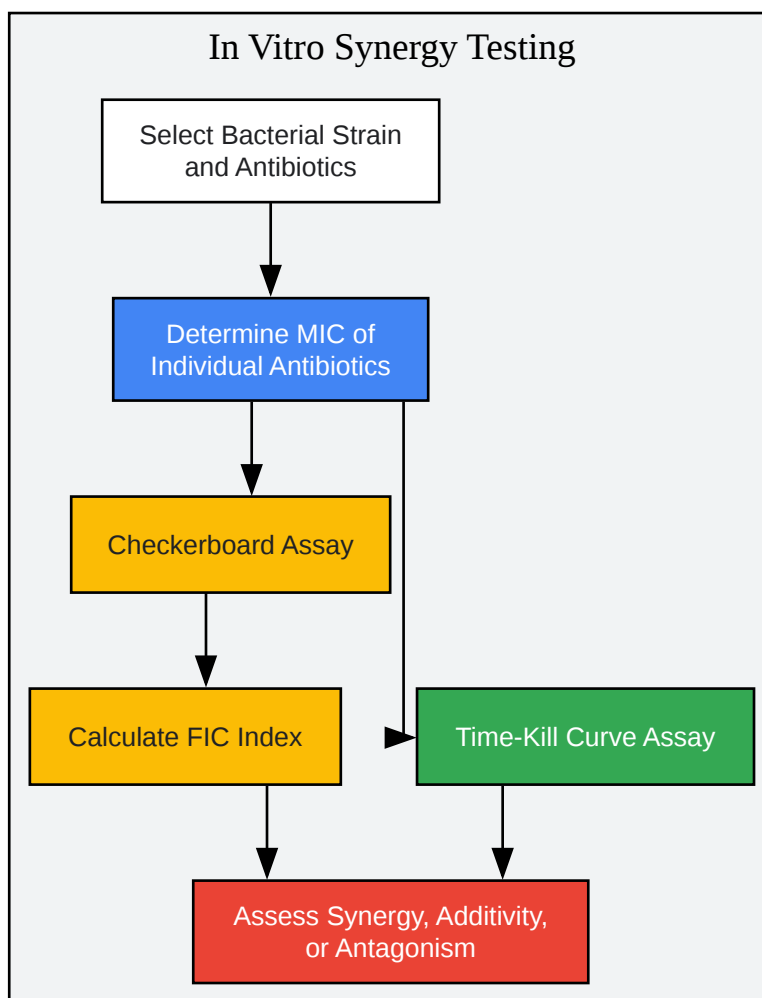 In Vitro Synergy Testing
Select Bacterial Strain
and Antibiotics
Determine MIC of
Individual Antibiotics
Checkerboard Assay
Calculate FIC Index
Time-Kill Curve Assay
Assess Synergy, Additivity,
or Antagonism